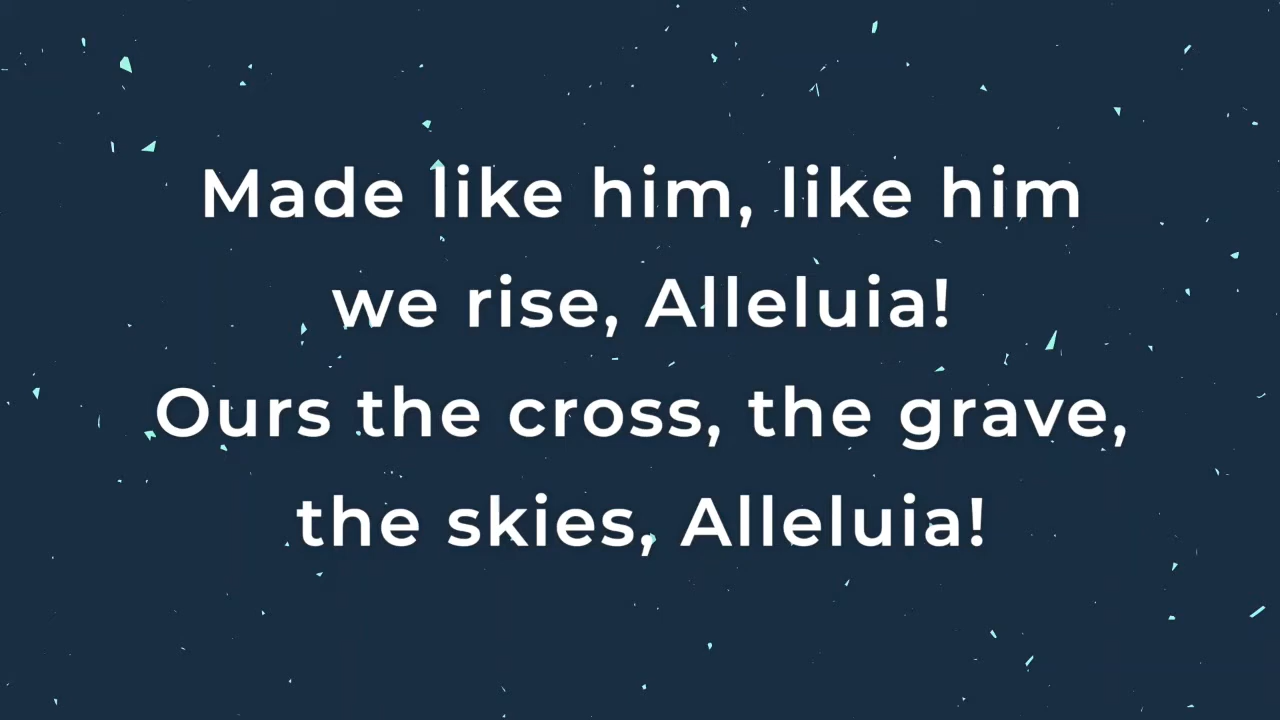 Made like him, like him
we rise, Alleluia!
Ours the cross, the grave,
the skies, Alleluia!